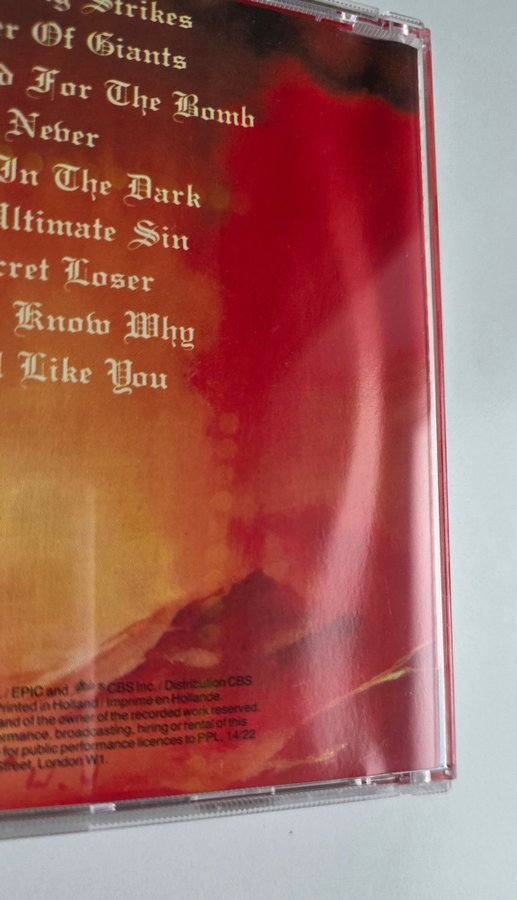 g Strikes
er Of Giants
d For The Bomb
Never
In The Dark
Ultimate Sin
cret Loser
Know Why
l Like You
. / EPIC and ® CBS Inc. / Distribution CBS
Printed in Holland / Imprimé en Hollande.
and of the owner of the recorded work reserved.
ormance, broadcasting, hiring or rental of this
for public performance licences to PPL, 14/22
Street, London W1.